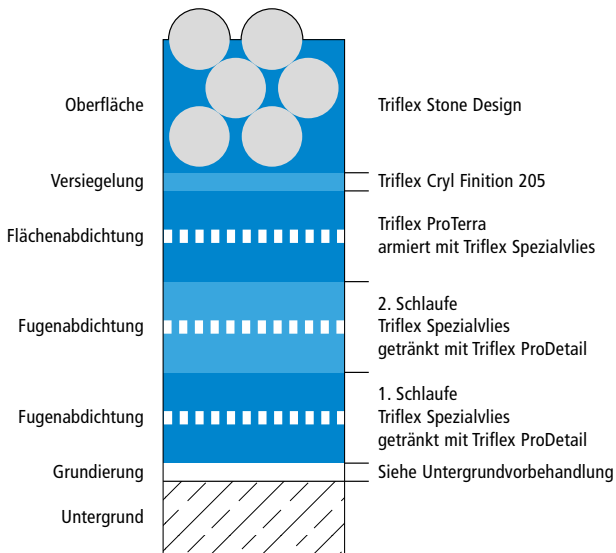 Oberfläche
Triflex Stone Design
Versiegelung
Triflex Cryl Finition 205
Flächenabdichtung
Triflex ProTerra
armiert mit Triflex Spezialvlies
Fugenabdichtung
2. Schlaufe
Triflex Spezialvlies
getränkt mit Triflex ProDetail
Fugenabdichtung
1. Schlaufe
Triflex Spezialvlies
getränkt mit Triflex ProDetail
Grundierung
Siehe Untergrundvorbehandlung
Untergrund